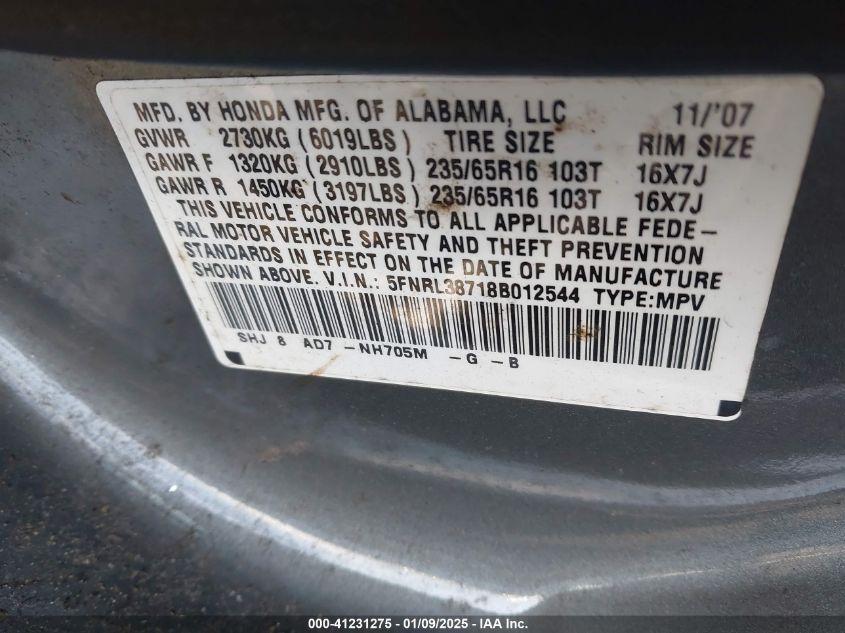 MFD. BY HONDA MFG. OF ALABAMA, LLC 11/'07
GVWR 2730KG (6019LBS) TIRE SIZE RIM SIZE
GAWR F 1320KG (2910LBS) 235/65R16 103T 16X7J
GAWR R 1450KG (3197LBS) 235/65R16 103T 16X7J
THIS VEHICLE CONFORMS TO ALL APPLICABLE FEDE-
RAL MOTOR VEHICLE SAFETY AND THEFT PREVENTION
STANDARDS IN EFFECT ON THE DATE OF MANUFACTURE
SHOWN ABOVE. V.I.N.: 5FNRL38718B012544 TYPE:MPV
SHJ 8 AD7 -NH705M -G -B
000-41231275 - 01/09/2025 - IAA Inc.